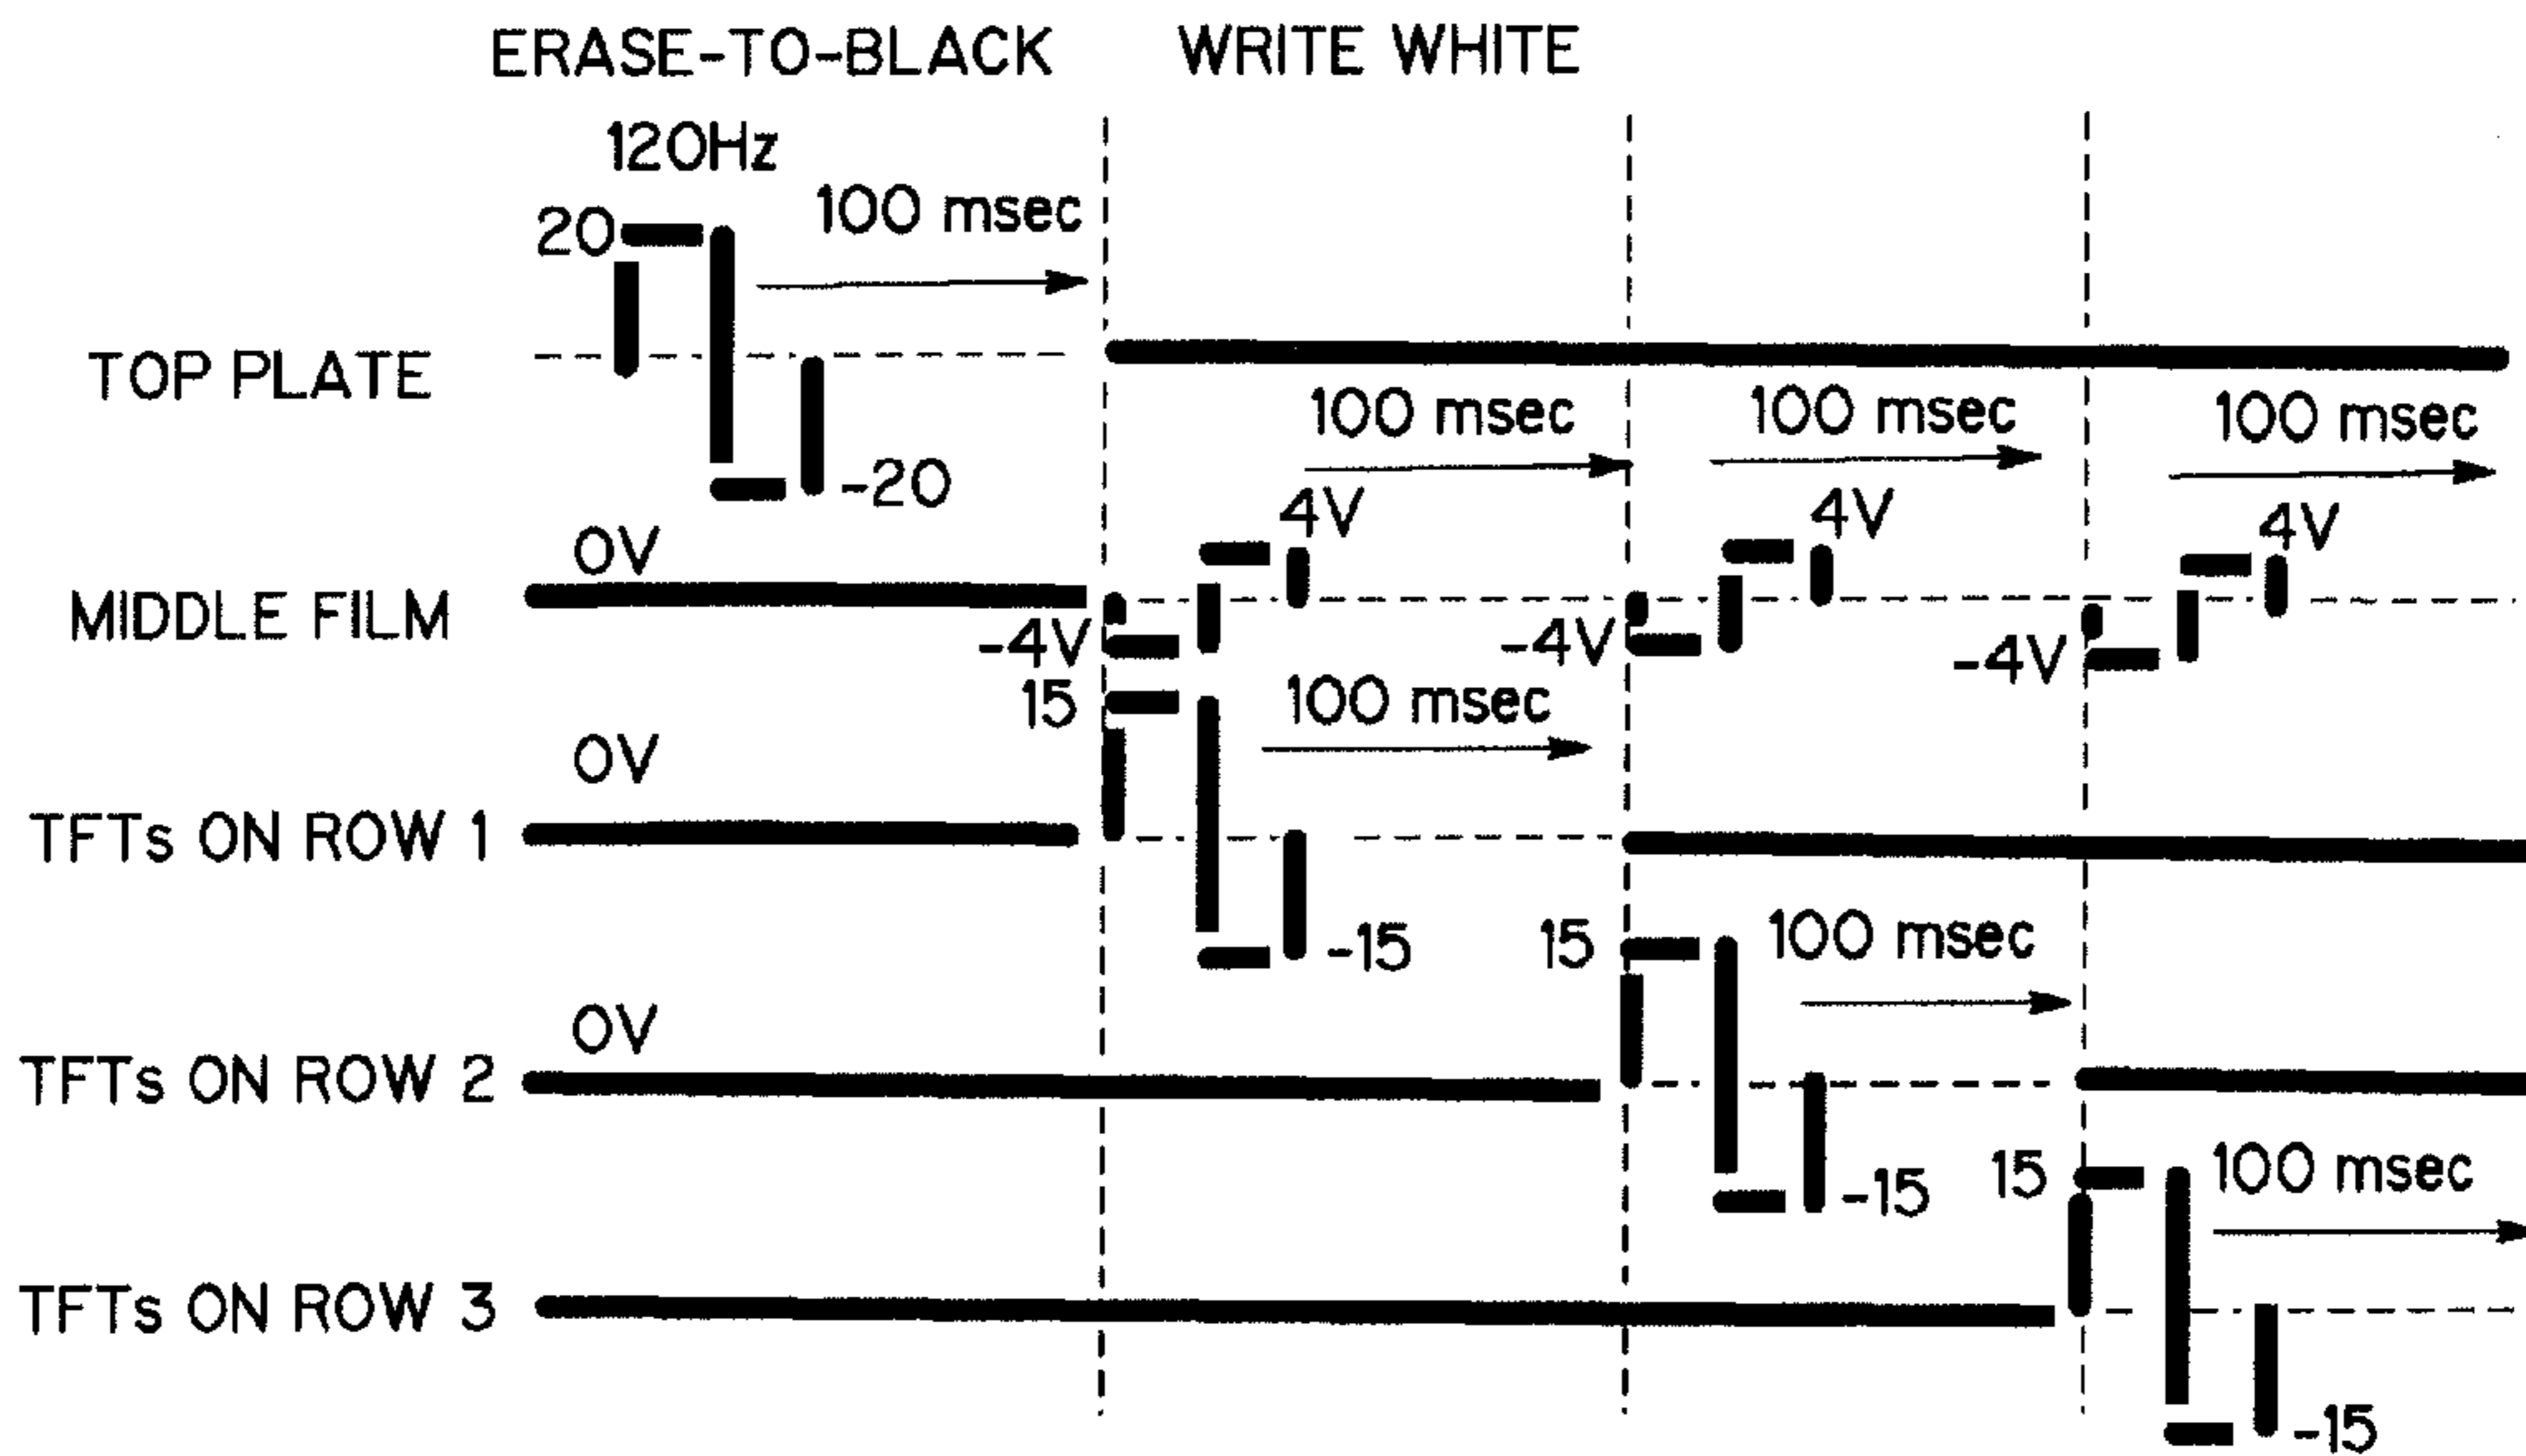 ERASE-TO-BLACK WRITE WHITE
120Hz
20 100 msec
TOP PLATE
100 msec 100 msec 100 msec
-20
0V 4V 4V 4V
MIDDLE FILM
-4V -4V -4V
15 100 msec
0V
TFTs ON ROW 1
-15 15 100 msec
0V
TFTs ON ROW 2
15 100 msec
-15
TFTs ON ROW 3
-15